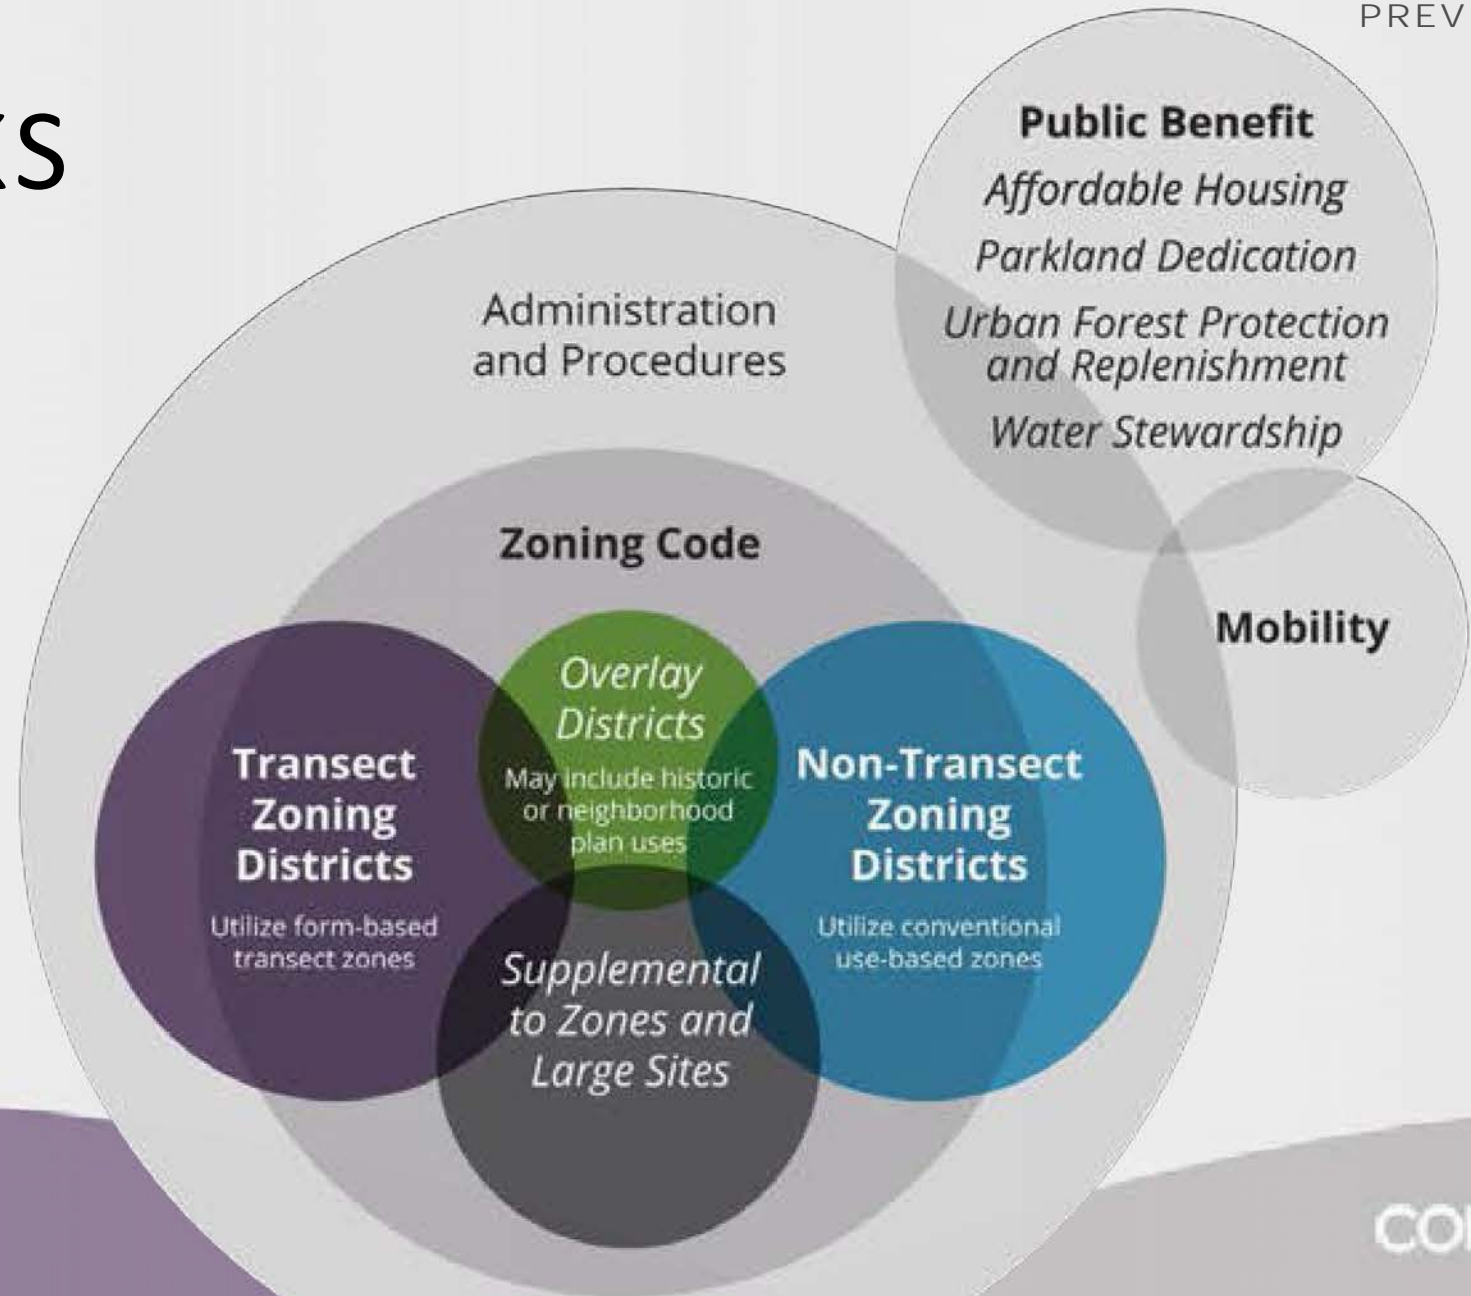 PREV
KS
Public Benefit
Affordable Housing
Parkland Dedication
Urban Forest Protection
and Replenishment
Water Stewardship
Administration
and Procedures
Zoning Code
Mobility
Overlay
Districts
May include historic
or neighborhood
plan uses
Transect
Zoning
Districts
Utilize form-based
transect zones
Non-Transect
Zoning
Districts
Utilize conventional
use-based zones
Supplemental
to Zones and
Large Sites